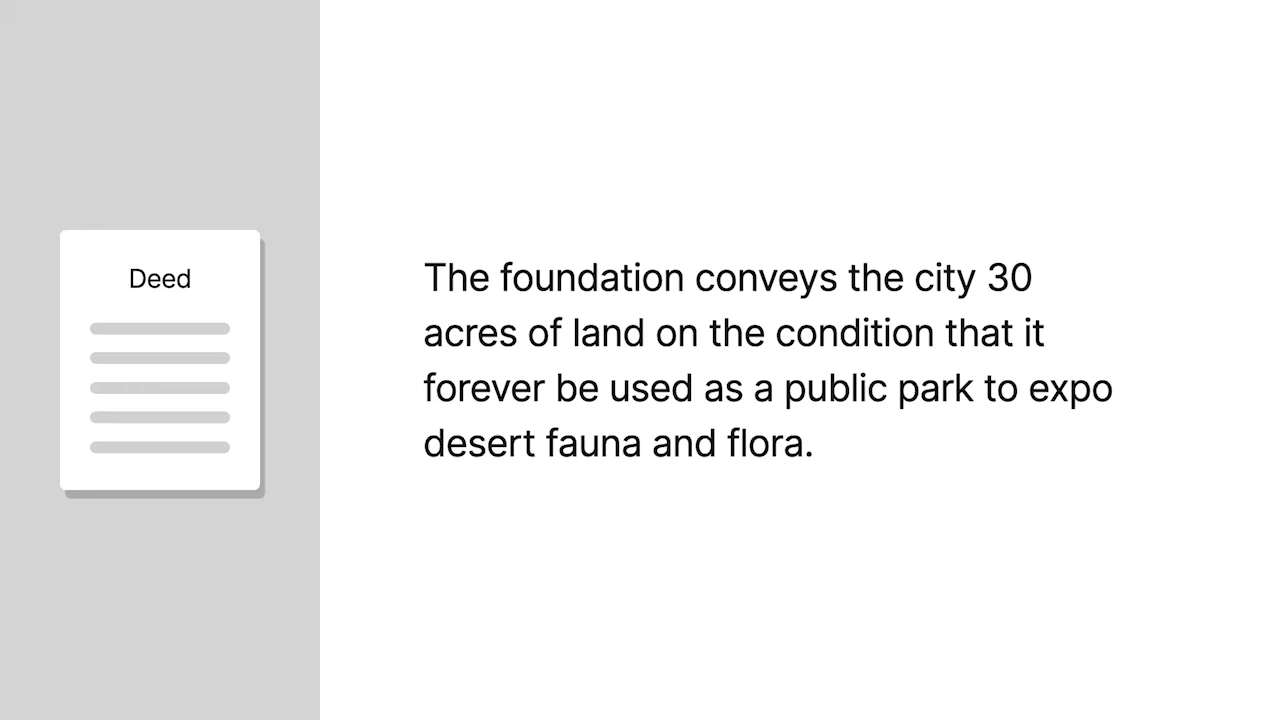 Deed
The foundation conveys the city 30
acres of land on the condition that it
forever be used as a public park to expo
desert fauna and flora.